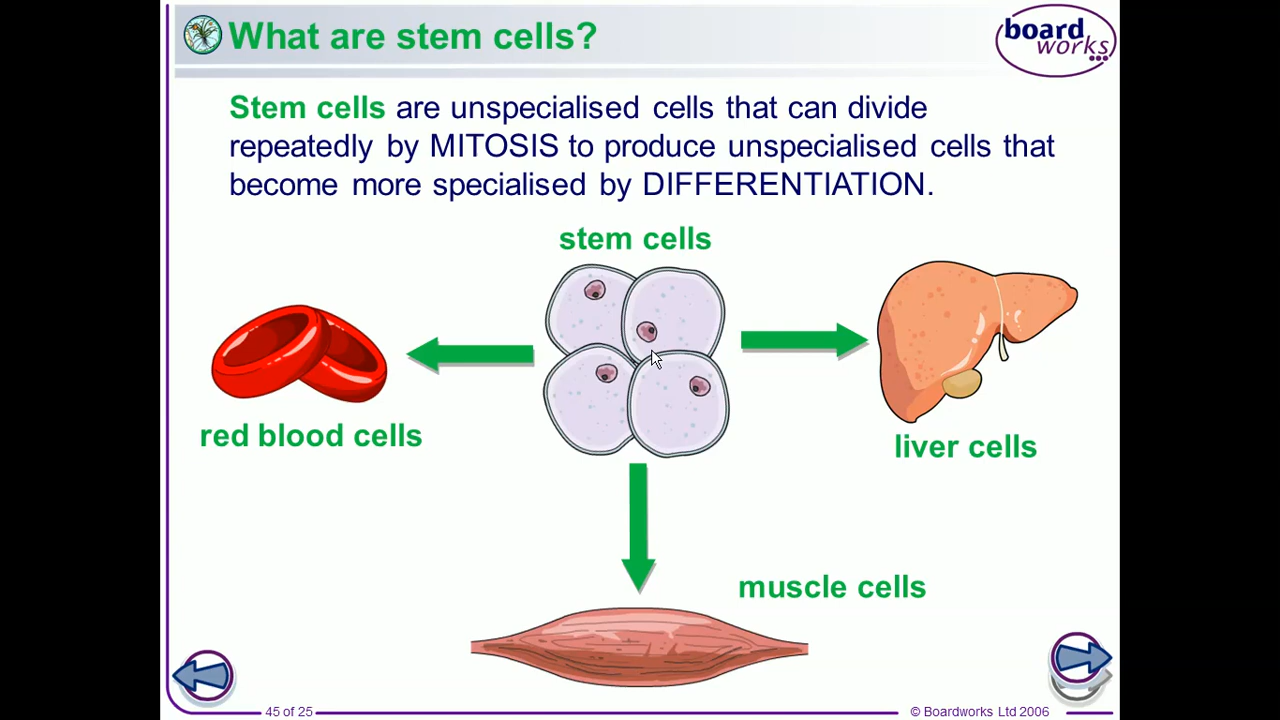 What are stem cells?
board
works
Stem cells are unspecialised cells that can divide
repeatedly by MITOSIS to produce unspecialised cells that
become more specialised by DIFFERENTIATION.
stem cells
red blood cells
liver cells
muscle cells
45 of 25
© Boardworks Ltd 2006